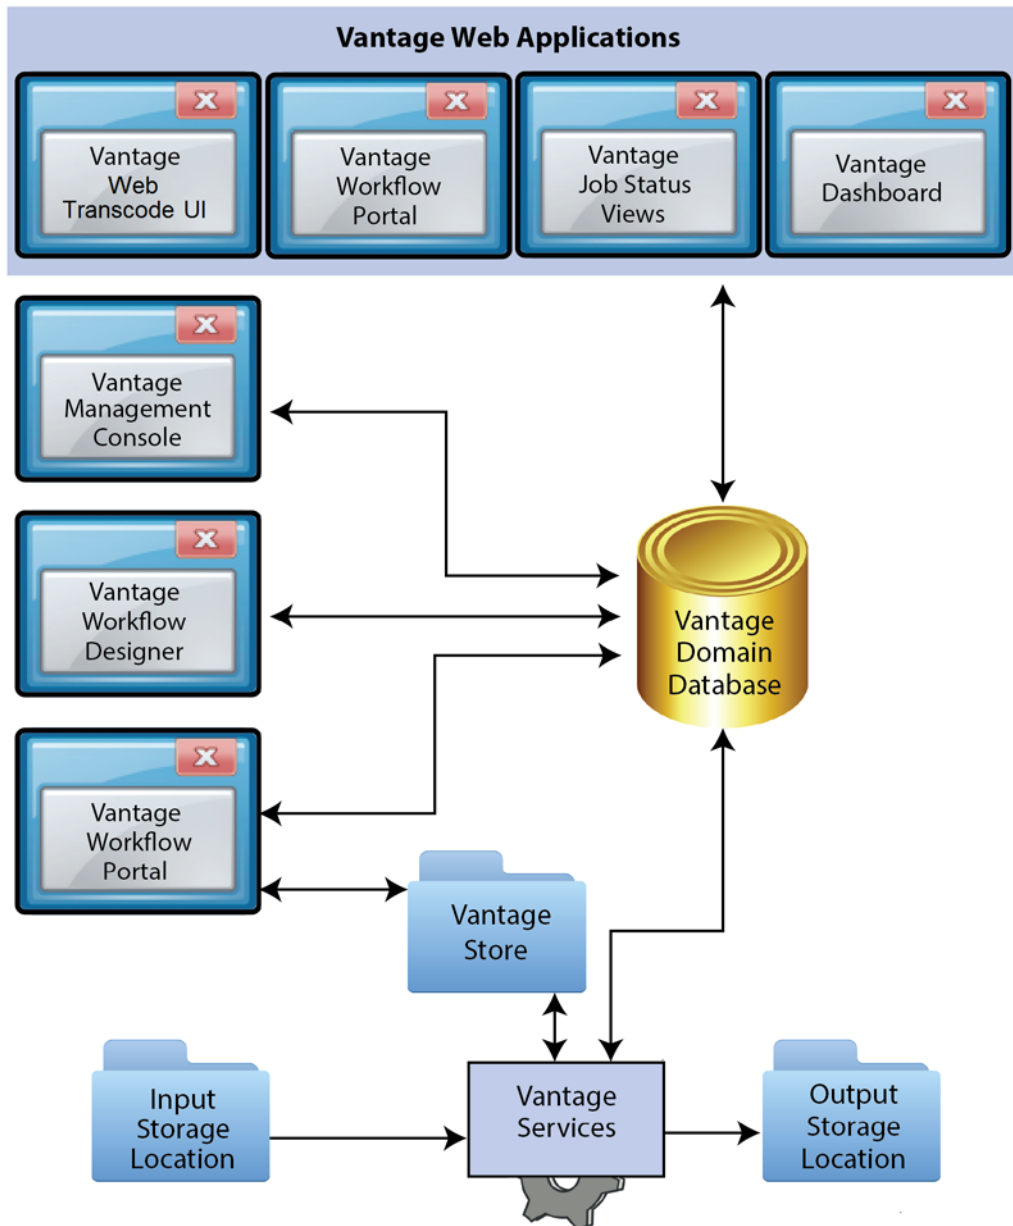 Vantage Web Applications
Vantage
Web
Transcode UI
Vantage
Workflow
Portal
Vantage
Job Status
Views
Vantage
Dashboard
Vantage
Management
Console
Vantage
Workflow
Designer
Vantage
Domain
Database
Vantage
Workflow
Portal
Vantage
Store
Input
Storage
Location
Vantage
Services
Output
Storage
Location